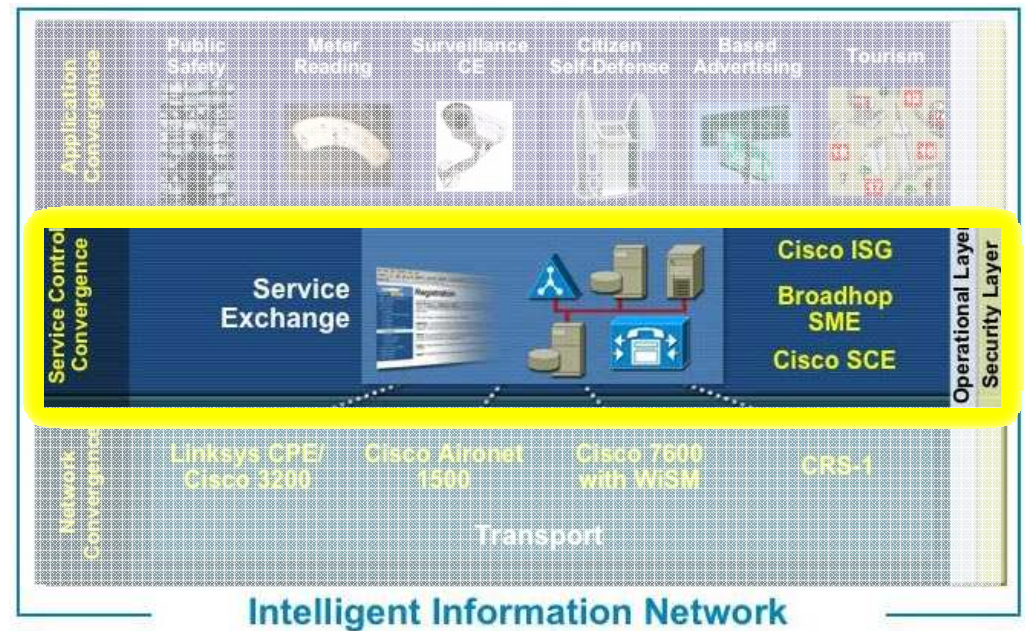 Application
Convergence
Public
Safety
Meter
Reading
Surveillance
CE
Citizen
Self-Defense
Based
Advertising
Tourism
Service Control
Convergence
Service
Exchange
Registration
Cisco ISG
Broadhop
SME
Cisco SCE
Operational Layer
Security Layer
Network
Convergence
Linksys CPE/
Cisco 3200
Cisco Aironet
1500
Cisco 7600
with WiSM
CRS-1
Transport
Intelligent Information Network